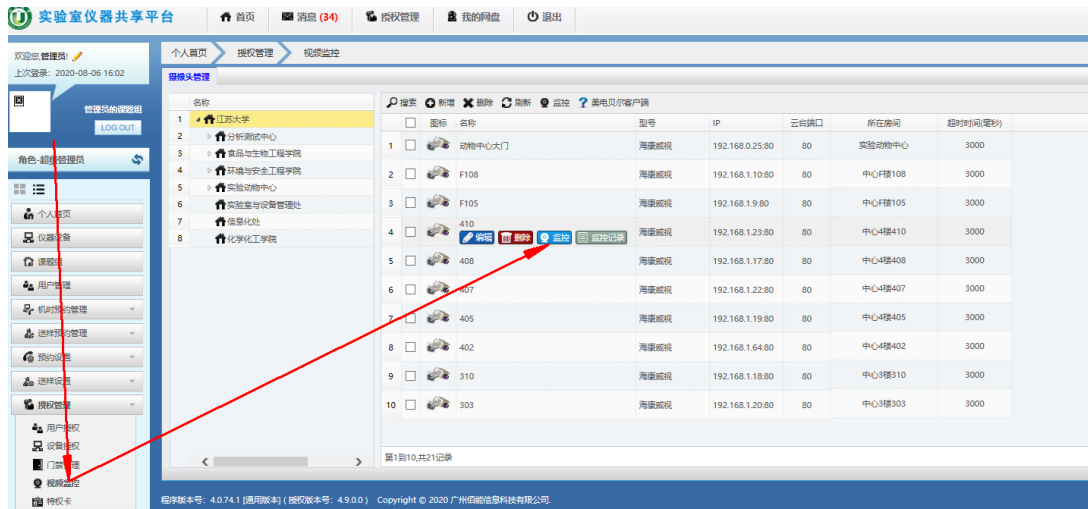 实验室仪器共享平台 首页 消息 (34) 授权管理 我的网盘 退出
欢迎您,管理员!
上次登录: 2020-08-06 16:02
管理员的课题组
LOG OUT
角色-超级管理员
个人首页
仪器设备
课题组
用户管理
机时预约管理
送样预约管理
预约设置
送样设置
授权管理
用户授权
设备授权
门禁管理
视频监控
特权卡
个人首页 授权管理 视频监控
摄像头管理
名称
1 江苏大学
2 分析测试中心
3 食品与生物工程学院
4 环境与安全工程学院
5 实验动物中心
6 实验室与设备管理处
7 信息化处
8 化学化工学院
搜索 新增 删除 刷新 监控 美电贝尔客户端
图标 名称 型号 IP 云台端口 所在房间 超时时间(毫秒)
1 动物中心大门 海康威视 192.168.0.25:80 80 实验动物中心 3000
2 F108 海康威视 192.168.1.10:80 80 中心F楼108 3000
3 F105 海康威视 192.168.1.9:80 80 中心F楼105 3000
4 410 海康威视 192.168.1.23:80 80 中心4楼410 3000
编辑 删除 监控 监控记录
5 408 海康威视 192.168.1.17:80 80 中心4楼408 3000
6 407 海康威视 192.168.1.22:80 80 中心4楼407 3000
7 405 海康威视 192.168.1.19:80 80 中心4楼405 3000
8 402 海康威视 192.168.1.64:80 80 中心4楼402 3000
9 310 海康威视 192.168.1.18:80 80 中心3楼310 3000
10 303 海康威视 192.168.1.20:80 80 中心3楼303 3000
第1到10,共21记录
程序版本号: 4.0.74.1 [通用版本] ( 授权版本号: 4.9.0.0 ) Copyright © 2020 广州佰能信息科技有限公司.